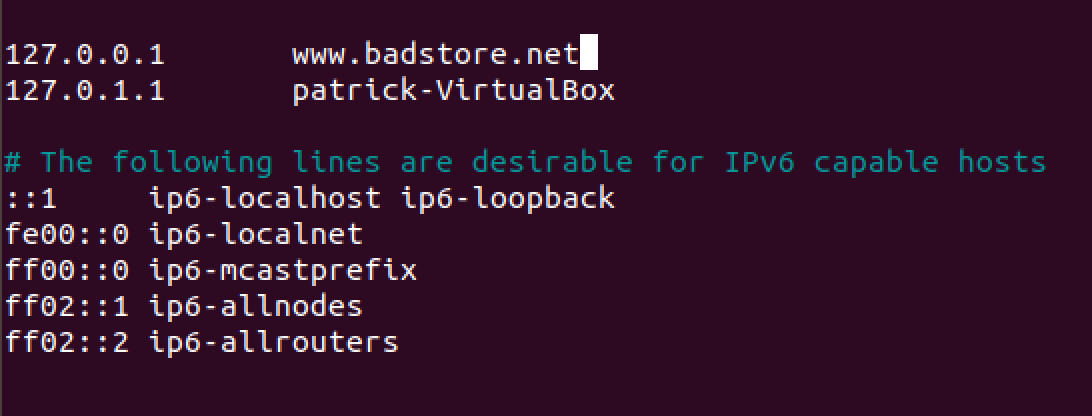 127.0.0.1       www.badstore.net
127.0.1.1       patrick-VirtualBox
# The following lines are desirable for IPv6 capable hosts
::1     ip6-localhost ip6-loopback
fe00::0 ip6-localnet
ff00::0 ip6-mcastprefix
ff02::1 ip6-allnodes
ff02::2 ip6-allrouters